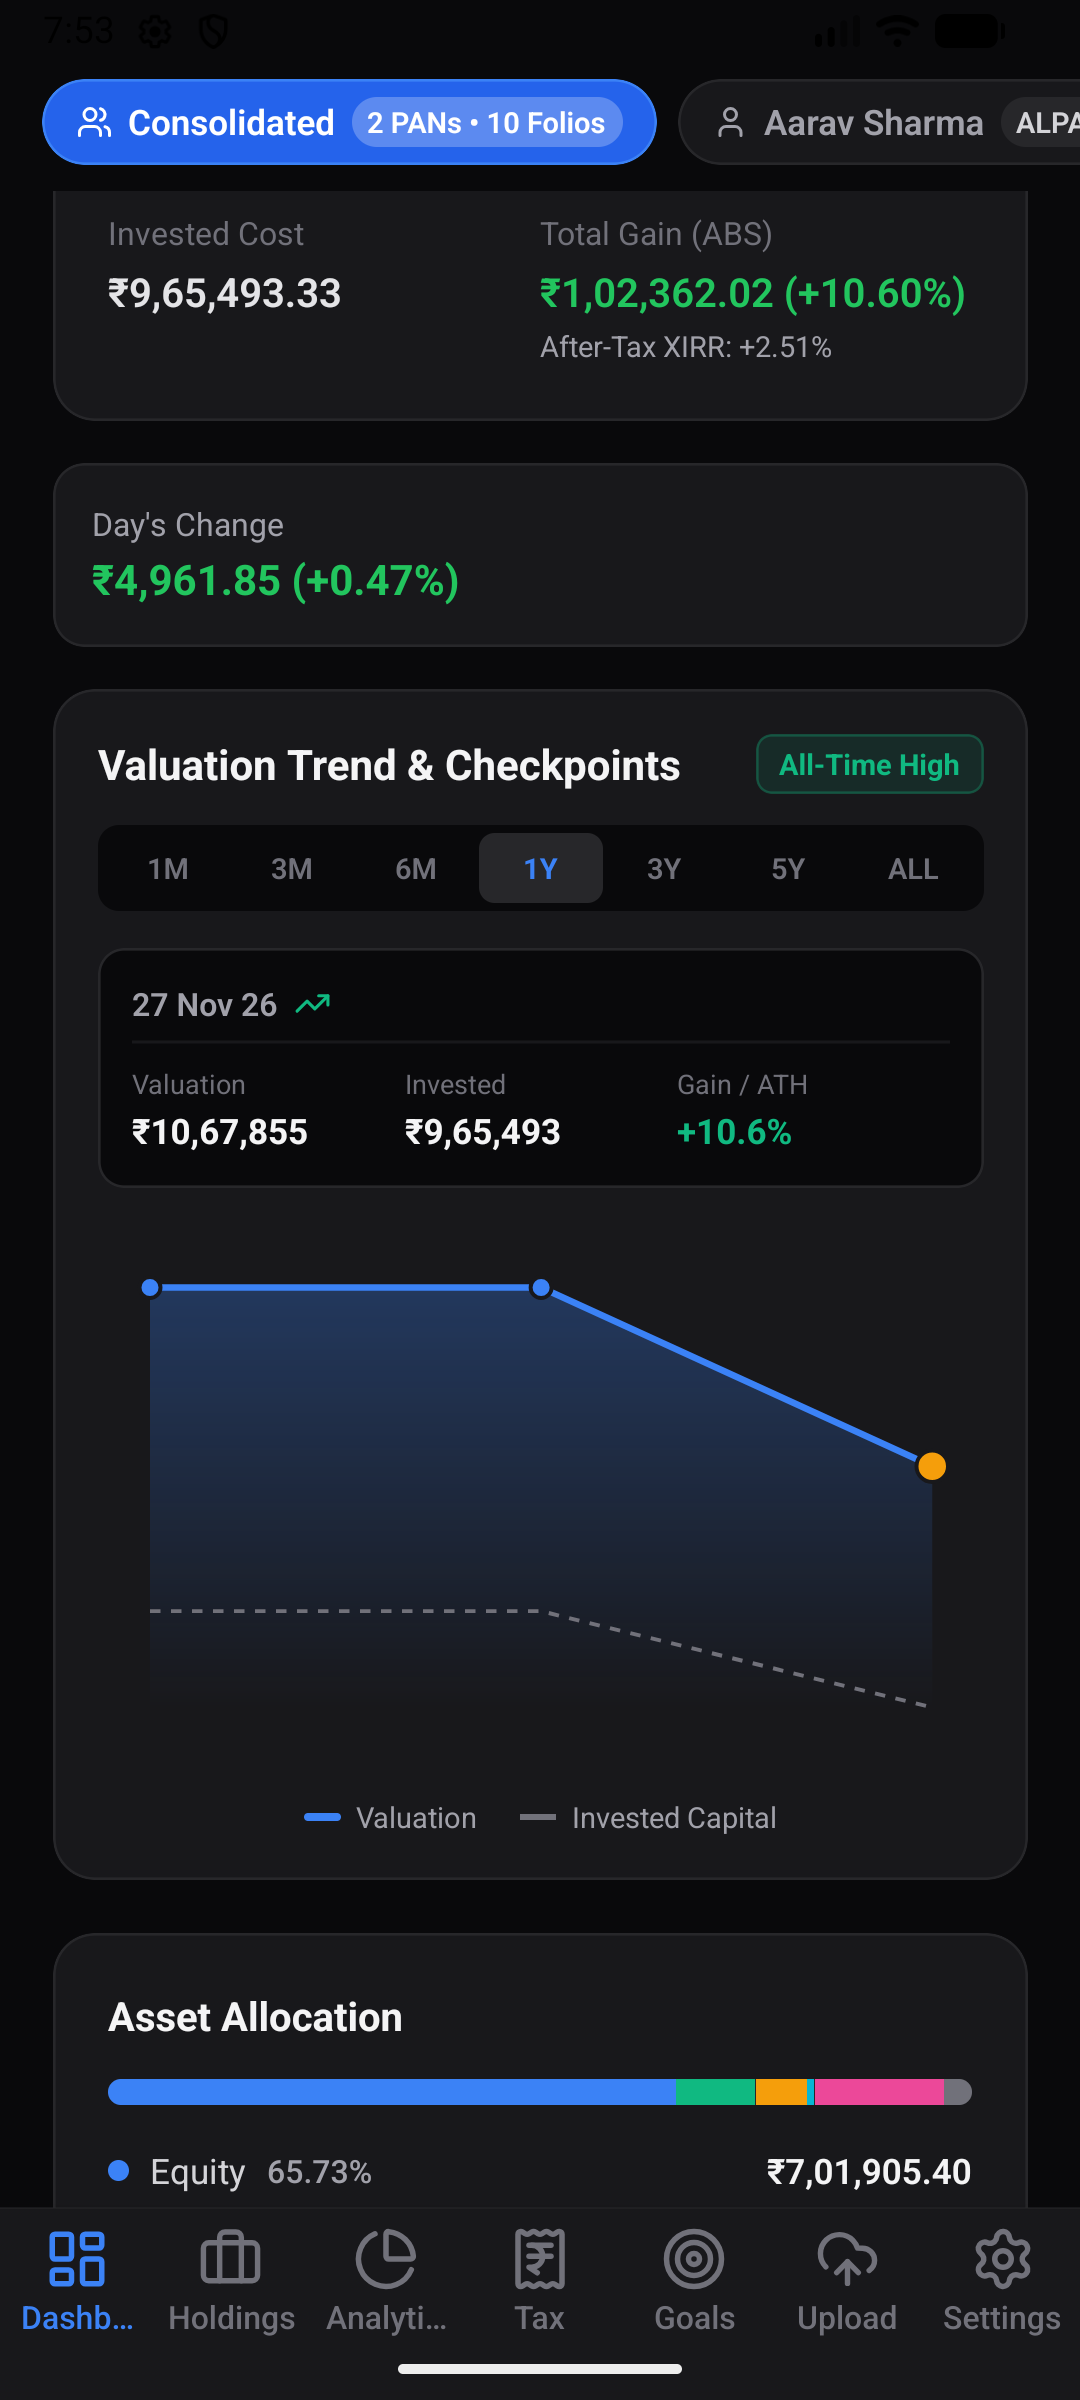 7:53
Consolidated 2 PANs • 10 Folios
Aarav Sharma ALPA
Invested Cost
₹9,65,493.33
Total Gain (ABS)
₹1,02,362.02 (+10.60%)
After-Tax XIRR: +2.51%
Day's Change
₹4,961.85 (+0.47%)
Valuation Trend & Checkpoints
All-Time High
1M 3M 6M 1Y 3Y 5Y ALL
27 Nov 26
Valuation Invested Gain / ATH
₹10,67,855 ₹9,65,493 +10.6%
Valuation Invested Capital
Asset Allocation
Equity 65.73% ₹7,01,905.40
Dashb... Holdings Analyti... Tax Goals Upload Settings